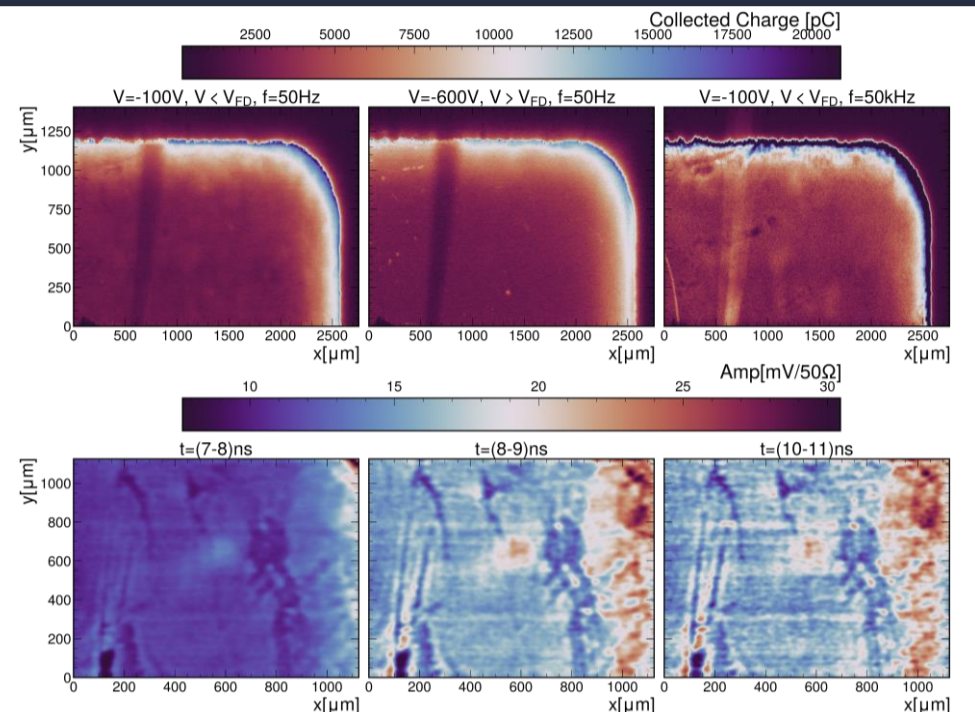 Collected Charge [pC]
2500 5000 7500 10000 12500 15000 17500 20000
V=-100V, V < V_FD, f=50Hz V=-600V, V > V_FD, f=50Hz V=-100V, V < V_FD, f=50kHz
y[μm]
1250
1000
750
500
250
0
0 500 1000 1500 2000 2500 0 500 1000 1500 2000 2500 0 500 1000 1500 2000 2500
x[μm] x[μm] x[μm]
Amp[mV/50Ω]
10 15 20 25 30
t=(7-8)ns t=(8-9)ns t=(10-11)ns
y[μm]
1000
800
600
400
200
0
0 200 400 600 800 1000 0 200 400 600 800 1000 0 200 400 600 800 1000
x[μm] x[μm] x[μm]